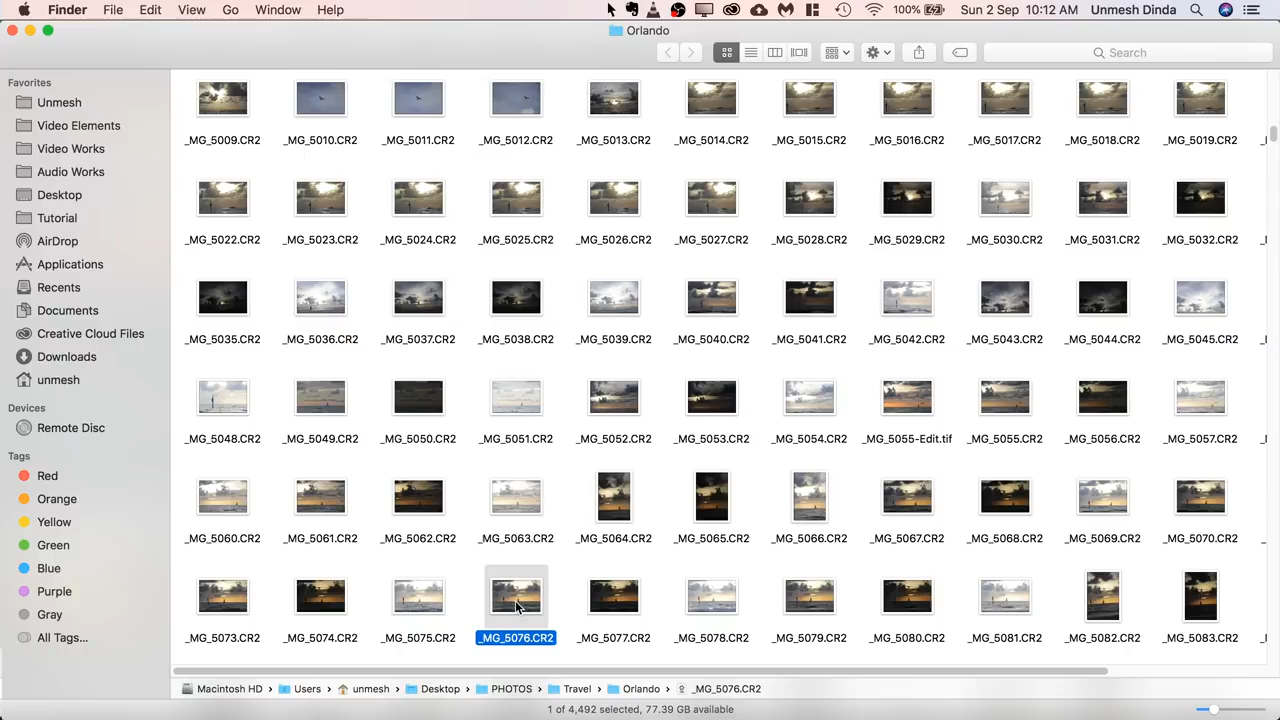 Finder File Edit View Go Window Help 100% Sun 2 Sep 10:12 AM Unmesh Dinda
Orlando
Search
Favorites
Unmesh
Video Elements
Video Works
Audio Works
Desktop
Tutorial
AirDrop
Applications
Recents
Documents
Creative Cloud Files
Downloads
unmesh
Devices
Remote Disc
Tags
Red
Orange
Yellow
Green
Blue
Purple
Gray
All Tags...
_MG_5009.CR2 _MG_5010.CR2 _MG_5011.CR2 _MG_5012.CR2 _MG_5013.CR2 _MG_5014.CR2 _MG_5015.CR2 _MG_5016.CR2 _MG_5017.CR2 _MG_5018.CR2 _MG_5019.CR2
_MG_5022.CR2 _MG_5023.CR2 _MG_5024.CR2 _MG_5025.CR2 _MG_5026.CR2 _MG_5027.CR2 _MG_5028.CR2 _MG_5029.CR2 _MG_5030.CR2 _MG_5031.CR2 _MG_5032.CR2
_MG_5035.CR2 _MG_5036.CR2 _MG_5037.CR2 _MG_5038.CR2 _MG_5039.CR2 _MG_5040.CR2 _MG_5041.CR2 _MG_5042.CR2 _MG_5043.CR2 _MG_5044.CR2 _MG_5045.CR2
_MG_5048.CR2 _MG_5049.CR2 _MG_5050.CR2 _MG_5051.CR2 _MG_5052.CR2 _MG_5053.CR2 _MG_5054.CR2 _MG_5055-Edit.tif _MG_5055.CR2 _MG_5056.CR2 _MG_5057.CR2
_MG_5060.CR2 _MG_5061.CR2 _MG_5062.CR2 _MG_5063.CR2 _MG_5064.CR2 _MG_5065.CR2 _MG_5066.CR2 _MG_5067.CR2 _MG_5068.CR2 _MG_5069.CR2 _MG_5070.CR2
_MG_5073.CR2 _MG_5074.CR2 _MG_5075.CR2 _MG_5076.CR2 _MG_5077.CR2 _MG_5078.CR2 _MG_5079.CR2 _MG_5080.CR2 _MG_5081.CR2 _MG_5082.CR2 _MG_5083.CR2
Macintosh HD › Users › unmesh › Desktop › PHOTOS › Travel › Orlando › _MG_5076.CR2
1 of 4,492 selected, 77.39 GB available